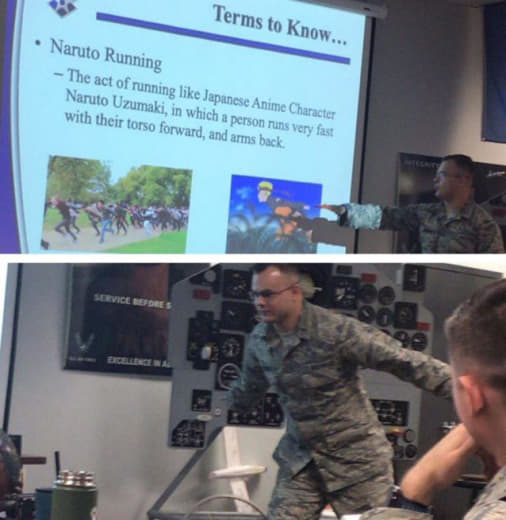 Terms to Know…
• Naruto Running
– The act of running like Japanese Anime Character
Naruto Uzumaki, in which a person runs very fast
with their torso forward, and arms back.
INTEGRITY
SERVICE BEFORE S
EXCELLENCE IN A